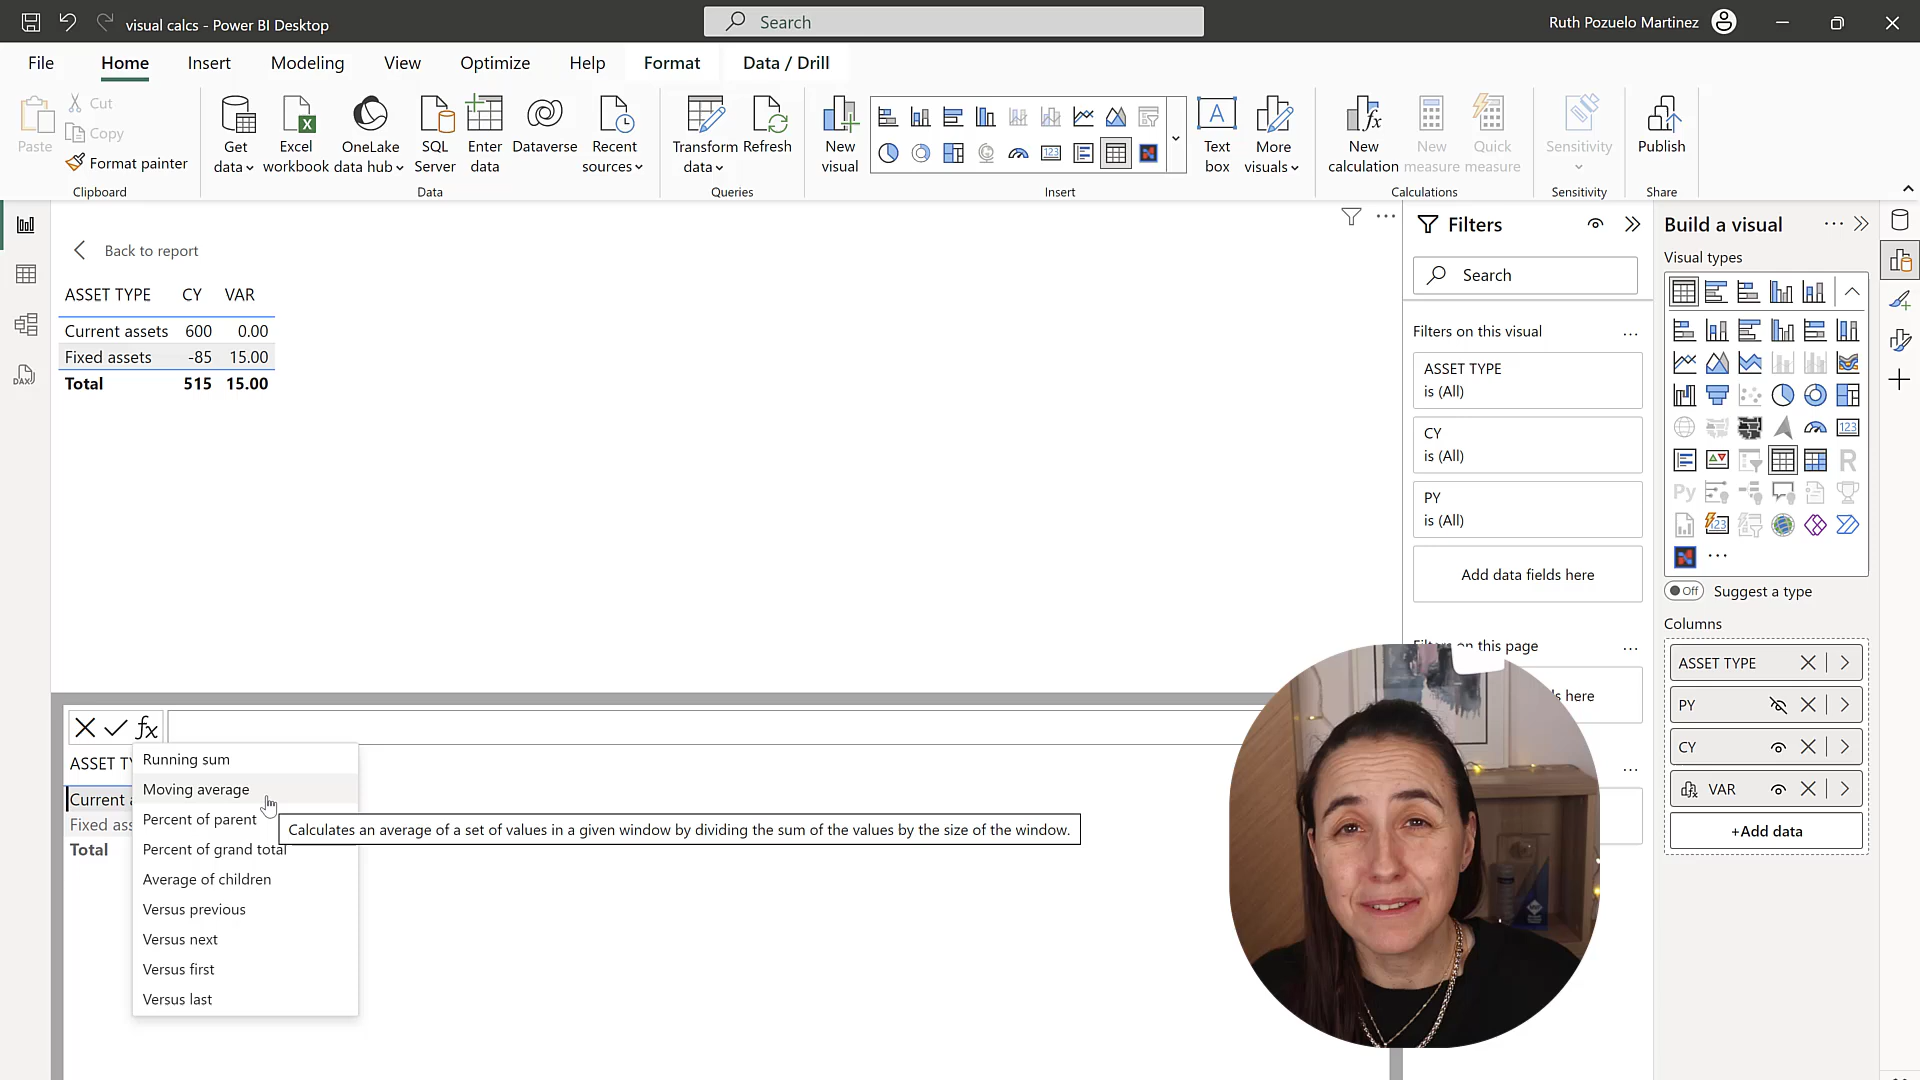 visual calcs - Power BI Desktop
Search
Ruth Pozuelo Martinez
File
Home
Insert
Modeling
View
Optimize
Help
Format
Data / Drill
Paste
Cut
Copy
Format painter
Clipboard
Get data
Excel workbook
OneLake data hub
SQL Server
Enter data
Dataverse
Recent sources
Data
Transform data
Refresh
Queries
New visual
Text box
More visuals
Insert
New calculation
New measure
Quick measure
Calculations
Sensitivity
Sensitivity
Publish
Share
Back to report
ASSET TYPE CY VAR
Current assets 600 0.00
Fixed assets -85 15.00
Total 515 15.00
Filters
Search
Filters on this visual
ASSET TYPE
is (All)
CY
is (All)
PY
is (All)
Add data fields here
on this page
here
Build a visual
Visual types
Off
Suggest a type
Columns
ASSET TYPE
PY
CY
VAR
+Add data
fx
ASSET
Current
Fixed
Total
Running sum
Moving average
Percent of parent
Percent of grand total
Average of children
Versus previous
Versus next
Versus first
Versus last
Calculates an average of a set of values in a given window by dividing the sum of the values by the size of the window.
DAX
123
R
Py